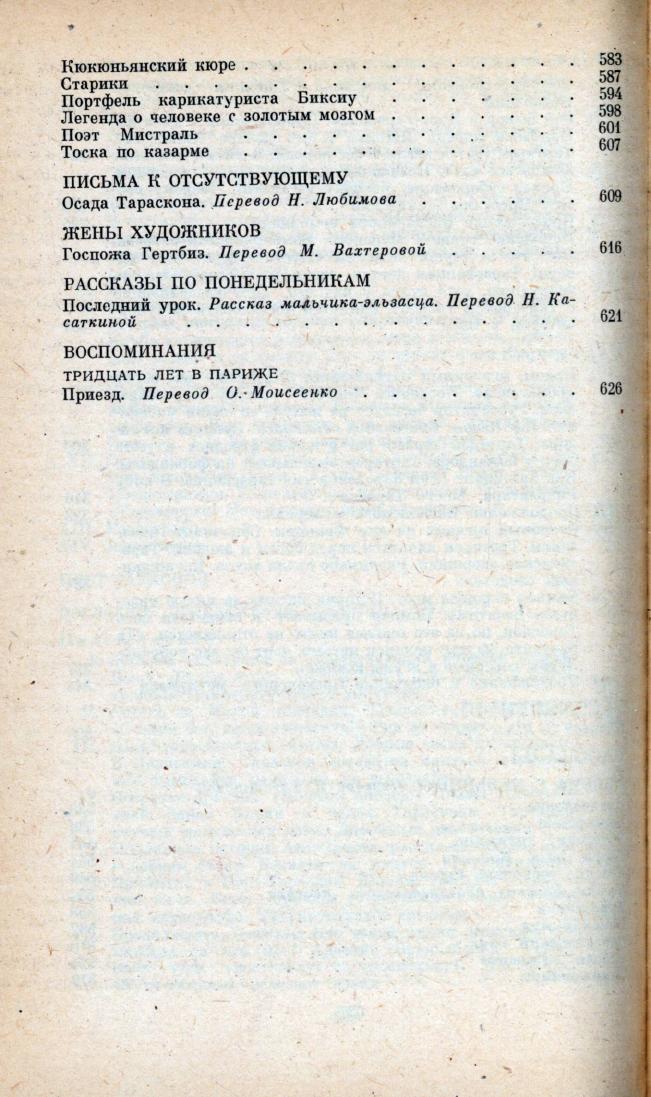 Кюкюньянский кюре . . . . . . . . . . 583
Старики . . . . . . . . . . . . 587
Портфель карикатуриста Биксиу . . . . . . 594
Легенда о человеке с золотым мозгом . . . . . . 598
Поэт Мистраль . . . . . . . . . . 601
Тоска по казарме . . . . . . . . . . 607
ПИСЬМА К ОТСУТСТВУЮЩЕМУ
Осада Тараскона. Перевод Н. Любимова . . . . . . 609
ЖЕНЫ ХУДОЖНИКОВ
Госпожа Гертбиз. Перевод М. Вахтеровой . . . . . 616
РАССКАЗЫ ПО ПОНЕДЕЛЬНИКАМ
Последний урок. Рассказ мальчика-эльзасца. Перевод Н. Ка-
саткиной . . . . . . . . . . . . 621
ВОСПОМИНАНИЯ
ТРИДЦАТЬ ЛЕТ В ПАРИЖЕ
Приезд. Перевод О. Моисеенко . . . . . . . 626